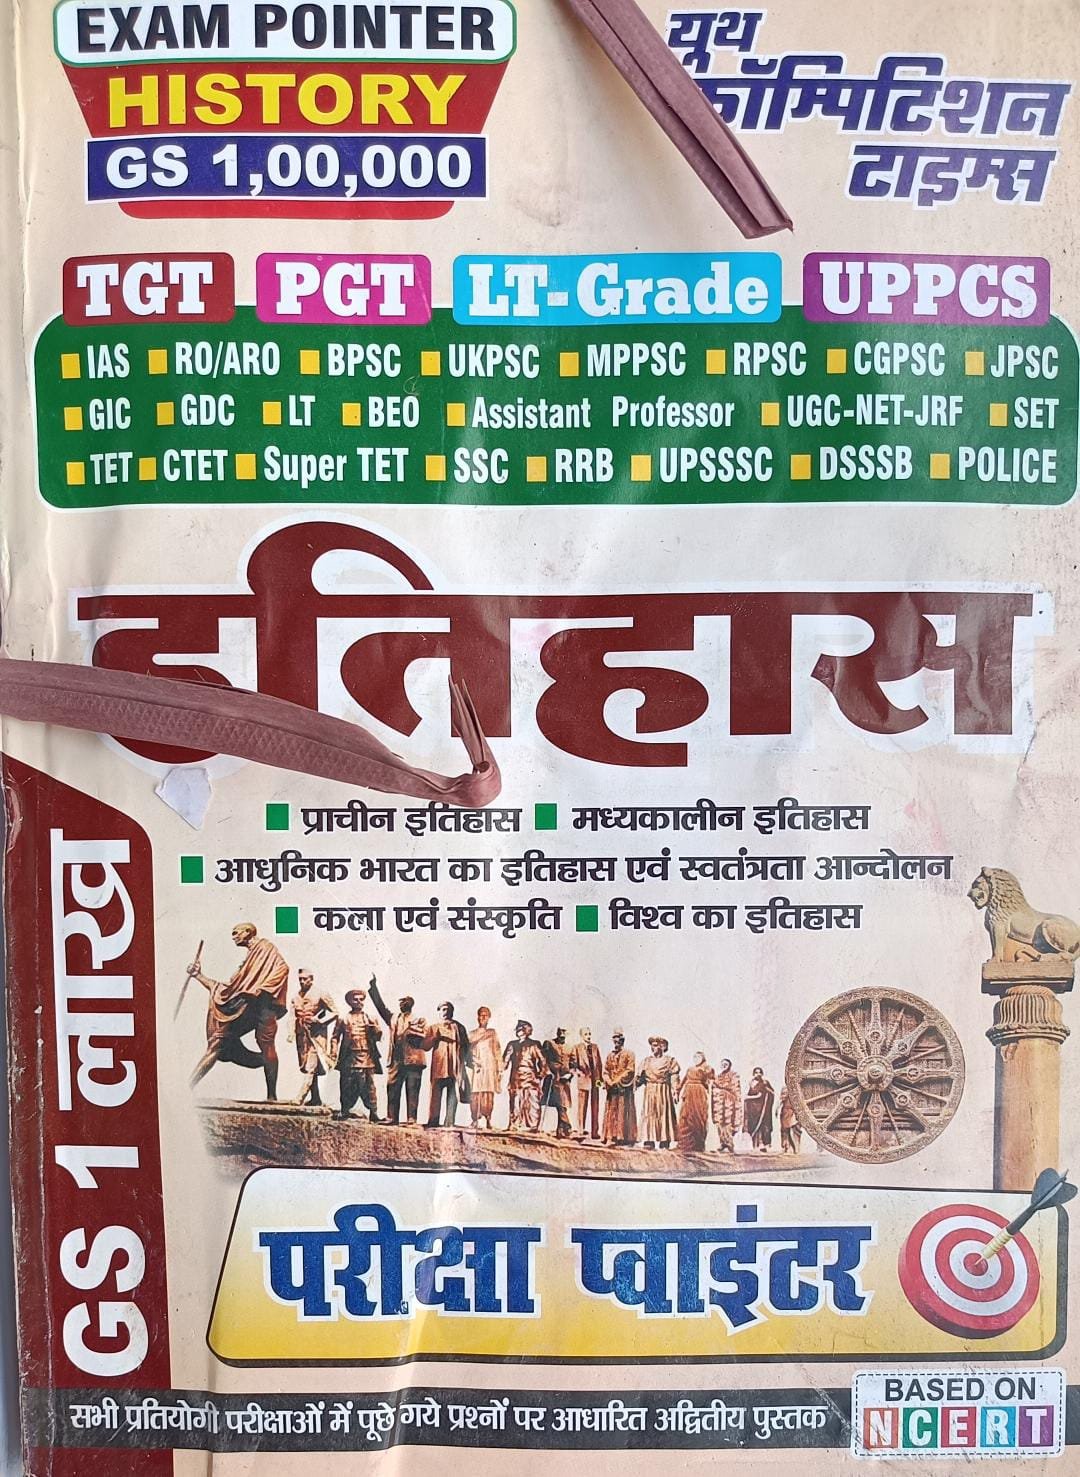 EXAM POINTER
HISTORY
GS 1,00,000
यूथ
कॉम्पिटिशन
टाइम्स
TGT PGT LT-Grade UPPCS
IAS RO/ARO BPSC UKPSC MPPSC RPSC CGPSC JPSC
GIC GDC LT BEO Assistant Professor UGC-NET-JRF SET
TET CTET Super TET SSC RRB UPSSSC DSSSB POLICE
इतिहास
प्राचीन इतिहास मध्यकालीन इतिहास
आधुनिक भारत का इतिहास एवं स्वतंत्रता आन्दोलन
कला एवं संस्कृति विश्व का इतिहास
GS 1 लाख
परीक्षा प्वाइंटर
सभी प्रतियोगी परीक्षाओं में पूछे गये प्रश्नों पर आधारित अद्वितीय पुस्तक
BASED ON
NCERT